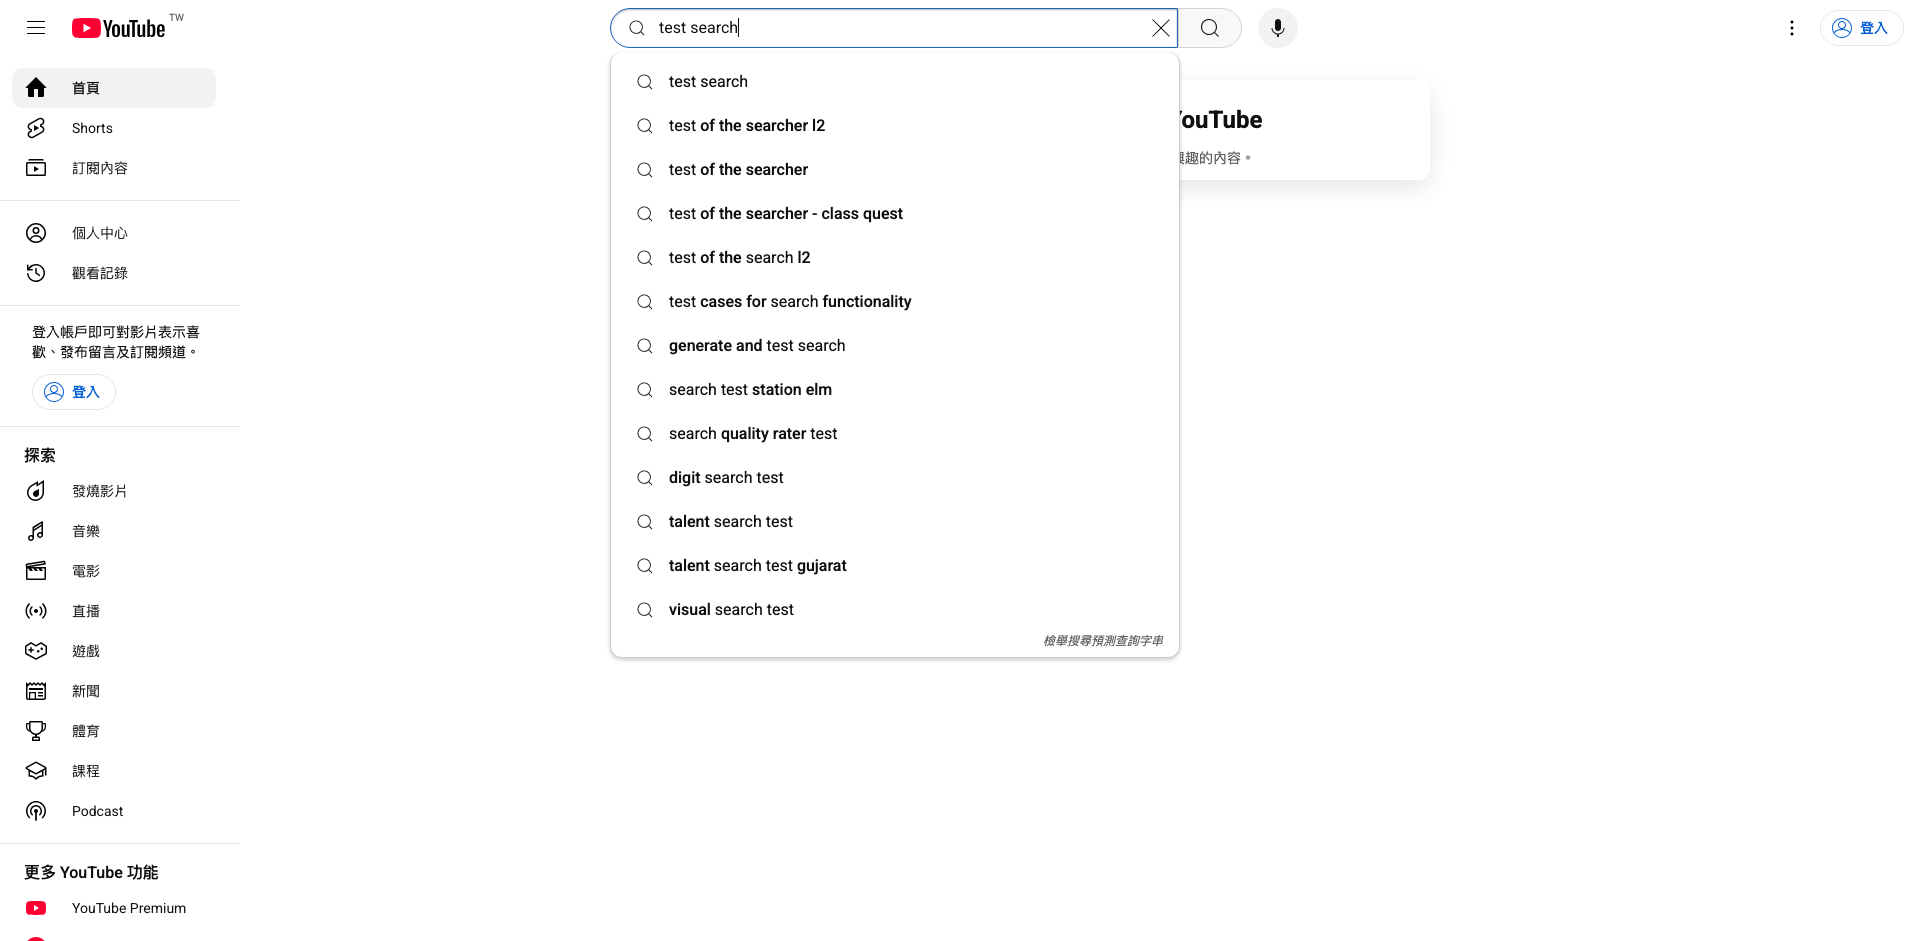 YouTube TW
test search
登入
首頁
Shorts
訂閱內容
個人中心
觀看記錄
登入帳戶即可對影片表示喜
歡、發布留言及訂閱頻道。
登入
探索
發燒影片
音樂
電影
直播
遊戲
新聞
體育
課程
Podcast
更多 YouTube 功能
YouTube Premium
test search
test of the searcher l2
test of the searcher
test of the searcher - class quest
test of the search l2
test cases for search functionality
generate and test search
search test station elm
search quality rater test
digit search test
talent search test
talent search test gujarat
visual search test
檢舉搜尋預測查詢字串
YouTube
興趣的內容。